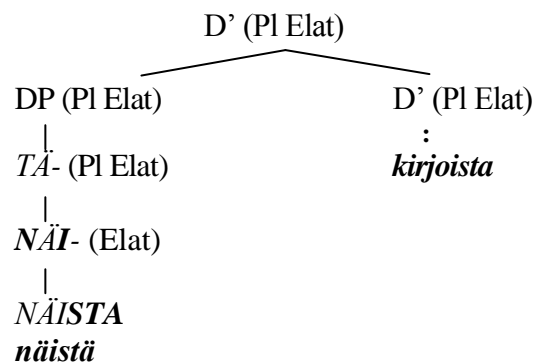 D’ (Pl Elat)
DP (Pl Elat) D’ (Pl Elat)
TÄ- (Pl Elat) kirjoista
NÄI- (Elat)
NÄISTA
näistä